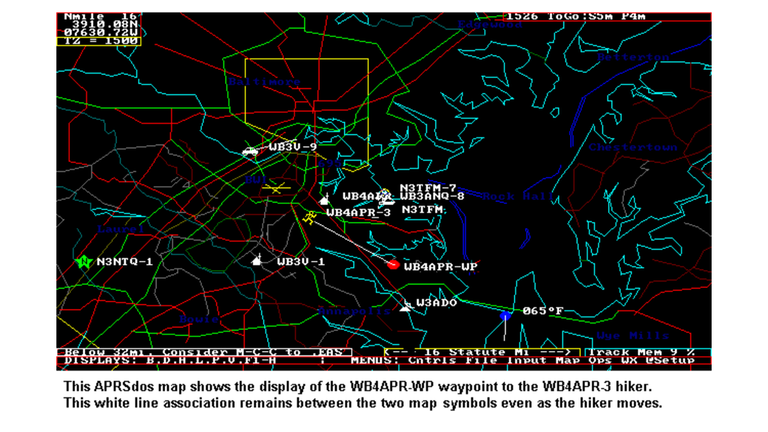 Nmile 16
1526 ToGo:S5m P4m
3910.08N
07630.72W
TZ = 1500
Edgewood
Tolterton
Baltimore
Chestertown
WB3V-9
BWI
N3TFM-7
WB3ANQ-8
Rock Hall
WB4APR-3
N3TFM
Laurel
N3NTQ-1
WB3V-1
WB4APR-WP
W3ADO
Annapolis
065°F
Bowie
Wye Mills
Below 32mi. Consider M-C-C to .EAS
<-- 16 Statute Mi --->
Track Mem 9 %
DISPLAYS: B,D,H,L,P,V,F1-H
MENUS: Cntrls File Input Map Ops WX @Setup
This APRSdos map shows the display of the WB4APR-WP waypoint to the WB4APR-3 hiker.
This white line association remains between the two map symbols even as the hiker moves.